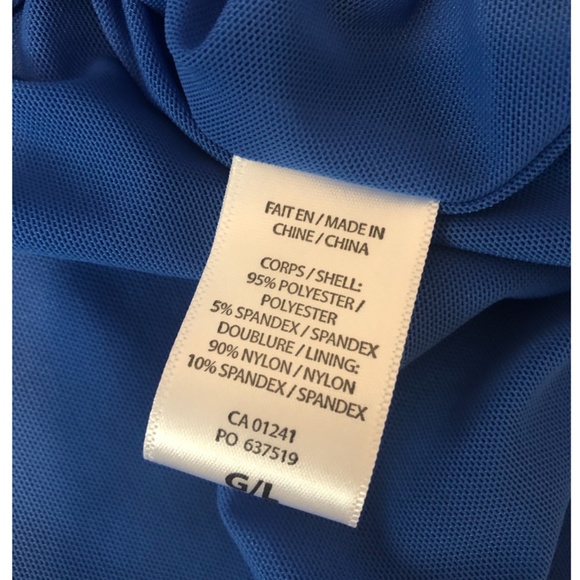 FAIT EN / MADE IN
CHINE / CHINA
CORPS / SHELL:
95% POLYESTER /
POLYESTER
5% SPANDEX / SPANDEX
DOUBLURE / LINING:
90% NYLON / NYLON
10% SPANDEX / SPANDEX
CA 01241
PO 637519
G/L